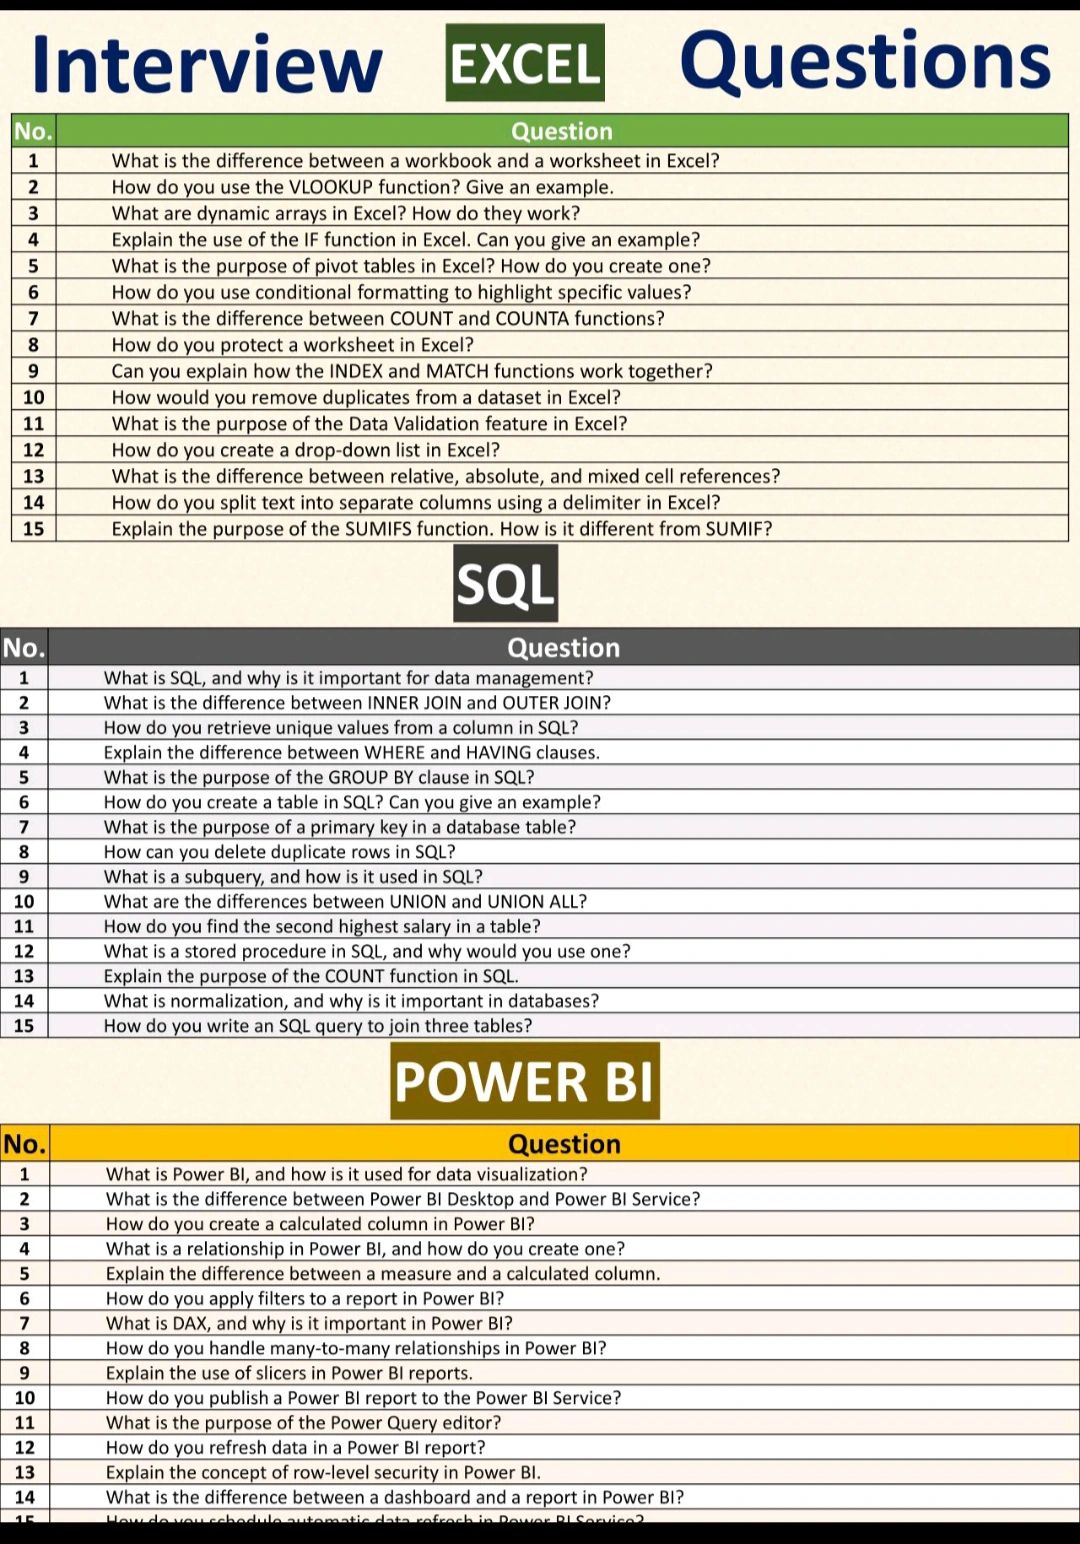 Interview EXCEL Questions
No. Question
1 What is the difference between a workbook and a worksheet in Excel?
2 How do you use the VLOOKUP function? Give an example.
3 What are dynamic arrays in Excel? How do they work?
4 Explain the use of the IF function in Excel. Can you give an example?
5 What is the purpose of pivot tables in Excel? How do you create one?
6 How do you use conditional formatting to highlight specific values?
7 What is the difference between COUNT and COUNTA functions?
8 How do you protect a worksheet in Excel?
9 Can you explain how the INDEX and MATCH functions work together?
10 How would you remove duplicates from a dataset in Excel?
11 What is the purpose of the Data Validation feature in Excel?
12 How do you create a drop-down list in Excel?
13 What is the difference between relative, absolute, and mixed cell references?
14 How do you split text into separate columns using a delimiter in Excel?
15 Explain the purpose of the SUMIFS function. How is it different from SUMIF?
SQL
No. Question
1 What is SQL, and why is it important for data management?
2 What is the difference between INNER JOIN and OUTER JOIN?
3 How do you retrieve unique values from a column in SQL?
4 Explain the difference between WHERE and HAVING clauses.
5 What is the purpose of the GROUP BY clause in SQL?
6 How do you create a table in SQL? Can you give an example?
7 What is the purpose of a primary key in a database table?
8 How can you delete duplicate rows in SQL?
9 What is a subquery, and how is it used in SQL?
10 What are the differences between UNION and UNION ALL?
11 How do you find the second highest salary in a table?
12 What is a stored procedure in SQL, and why would you use one?
13 Explain the purpose of the COUNT function in SQL.
14 What is normalization, and why is it important in databases?
15 How do you write an SQL query to join three tables?
POWER BI
No. Question
1 What is Power BI, and how is it used for data visualization?
2 What is the difference between Power BI Desktop and Power BI Service?
3 How do you create a calculated column in Power BI?
4 What is a relationship in Power BI, and how do you create one?
5 Explain the difference between a measure and a calculated column.
6 How do you apply filters to a report in Power BI?
7 What is DAX, and why is it important in Power BI?
8 How do you handle many-to-many relationships in Power BI?
9 Explain the use of slicers in Power BI reports.
10 How do you publish a Power BI report to the Power BI Service?
11 What is the purpose of the Power Query editor?
12 How do you refresh data in a Power BI report?
13 Explain the concept of row-level security in Power BI.
14 What is the difference between a dashboard and a report in Power BI?
15 How do you schedule automatic data refresh in Power BI Service?